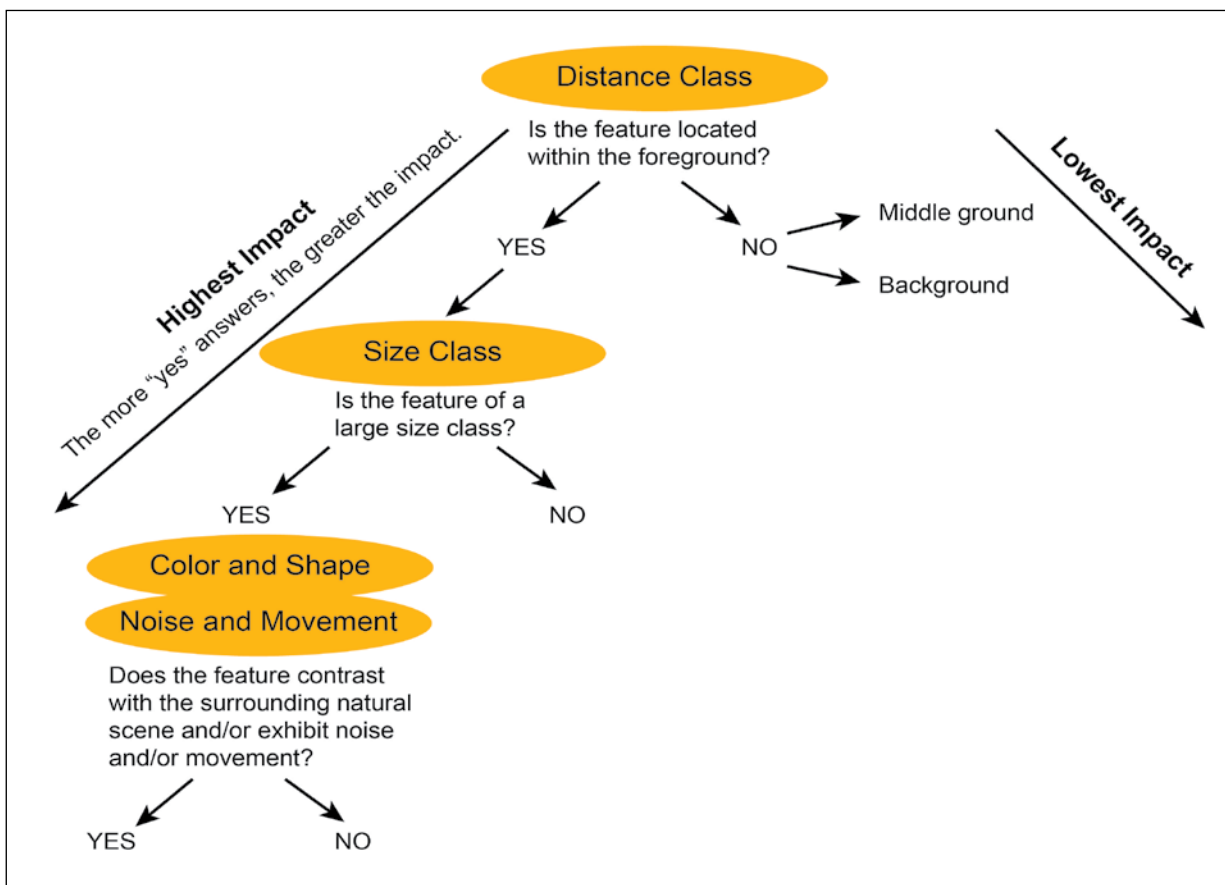 Distance Class
Is the feature located
within the foreground?
Highest Impact
The more “yes” answers, the greater the impact.
Lowest Impact
YES
NO
Middle ground
Background
Size Class
Is the feature of a
large size class?
YES
NO
Color and Shape
Noise and Movement
Does the feature contrast
with the surrounding natural
scene and/or exhibit noise
and/or movement?
YES
NO